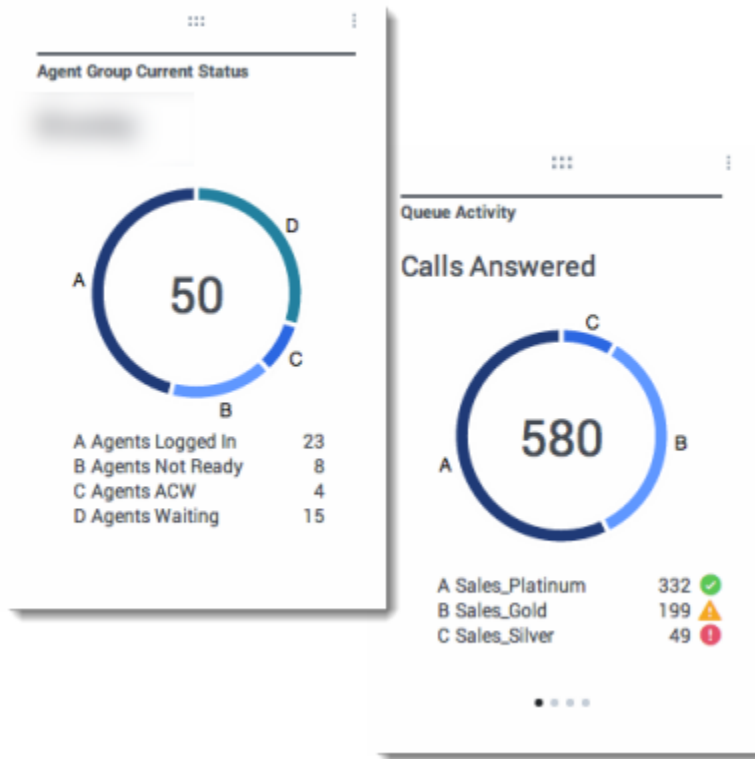 Agent Group Current Status
50
A
D
C
B
A Agents Logged In 23
B Agents Not Ready 8
C Agents ACW 4
D Agents Waiting 15
Queue Activity
Calls Answered
580
C
A
B
A Sales_Platinum 332
B Sales_Gold 199
C Sales_Silver 49